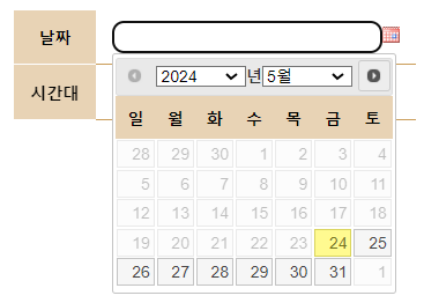 날짜
2024 년 5월
시간대
일 월 화 수 목 금 토
28 29 30 1 2 3 4
5 6 7 8 9 10 11
12 13 14 15 16 17 18
19 20 21 22 23 24 25
26 27 28 29 30 31 1